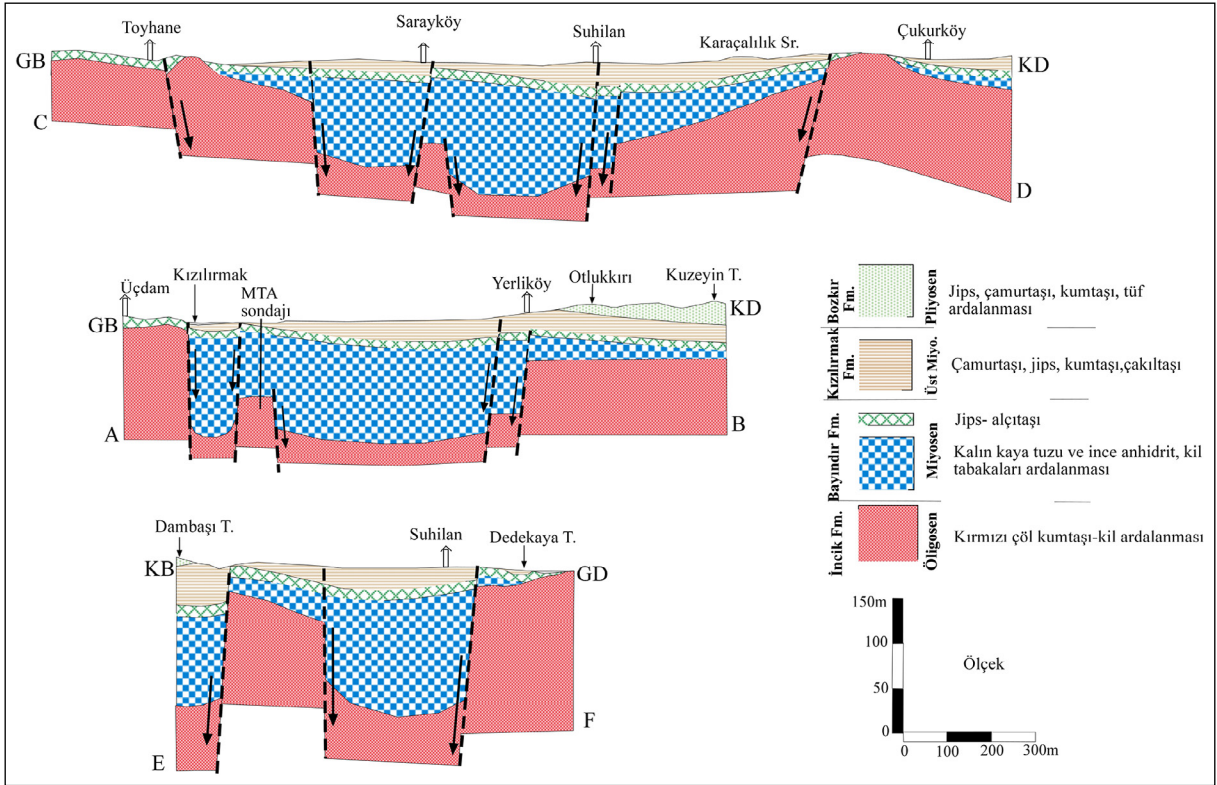 Toyhane
Sarayköy
Suhilan
Karaçalılık Sr.
Çukurköy
GB
KD
C
D
Üçdam
Kızılırmak
MTA
sondajı
Yerliköy
Otlukkırı
Kuzeyin T.
GB
KD
A
B
Dambaşı T.
Suhilan
Dedekaya T.
KB
GD
E
F
Bozkır
Fm.
Pliyosen
Jips, çamurtaşı, kumtaşı, tüf
ardalanması
Kızılırmak
Fm.
Üst Miyo.
Çamurtaşı, jips, kumtaşı,çakıltaşı
Bayındır Fm.
Miyosen
Jips- alçıtaşı
Kalın kaya tuzu ve ince anhidrit, kil
tabakaları ardalanması
İncik Fm.
Öligosen
Kırmızı çöl kumtaşı-kil ardalanması
150m
100
50
0
Ölçek
0 100 200 300m